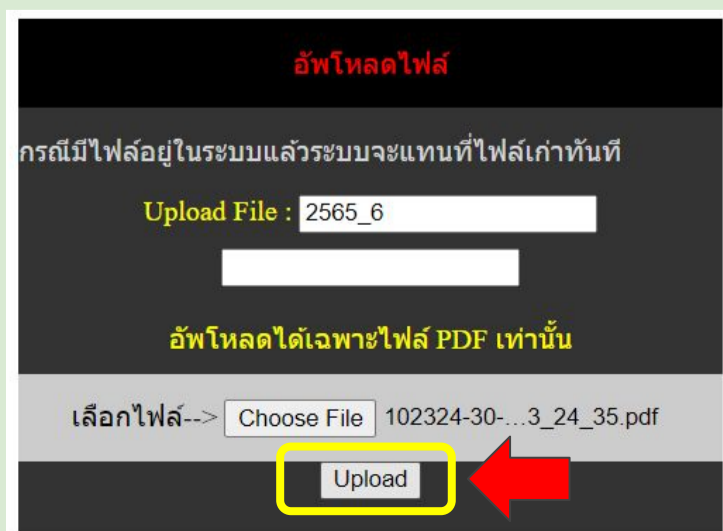 อัพโหลดไฟล์
กรณีมีไฟล์อยู่ในระบบแล้วระบบจะแทนที่ไฟล์เก่าทันที
Upload File : 2565_6
อัพโหลดได้เฉพาะไฟล์ PDF เท่านั้น
เลือกไฟล์--> Choose File 102324-30-...3_24_35.pdf
Upload